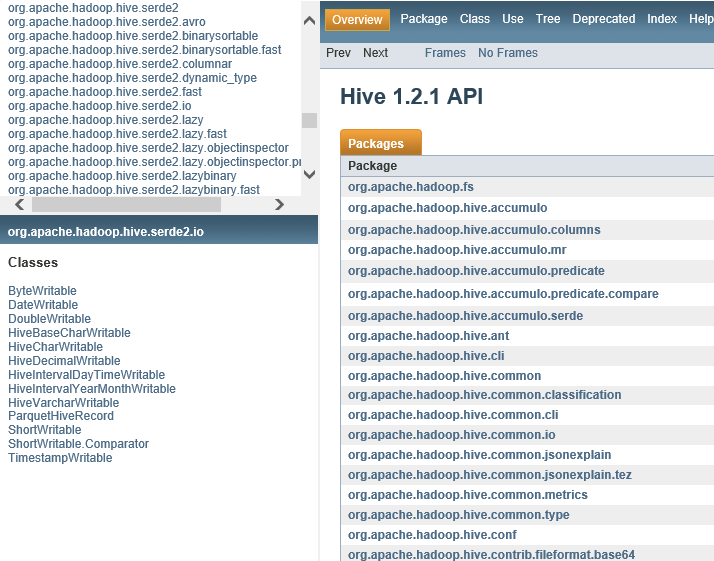 org.apache.hadoop.hive.serde2
org.apache.hadoop.hive.serde2.avro
org.apache.hadoop.hive.serde2.binarysortable
org.apache.hadoop.hive.serde2.binarysortable.fast
org.apache.hadoop.hive.serde2.columnar
org.apache.hadoop.hive.serde2.dynamic_type
org.apache.hadoop.hive.serde2.fast
org.apache.hadoop.hive.serde2.io
org.apache.hadoop.hive.serde2.lazy
org.apache.hadoop.hive.serde2.lazy.fast
org.apache.hadoop.hive.serde2.lazy.objectinspector
org.apache.hadoop.hive.serde2.lazy.objectinspector.pr
org.apache.hadoop.hive.serde2.lazybinary
org.apache.hadoop.hive.serde2.lazybinary.fast
org.apache.hadoop.hive.serde2.io
Classes
ByteWritable
DateWritable
DoubleWritable
HiveBaseCharWritable
HiveCharWritable
HiveDecimalWritable
HiveIntervalDayTimeWritable
HiveIntervalYearMonthWritable
HiveVarcharWritable
ParquetHiveRecord
ShortWritable
ShortWritable.Comparator
TimestampWritable
Overview Package Class Use Tree Deprecated Index Help
Prev Next Frames No Frames
Hive 1.2.1 API
Packages
Package
org.apache.hadoop.fs
org.apache.hadoop.hive.accumulo
org.apache.hadoop.hive.accumulo.columns
org.apache.hadoop.hive.accumulo.mr
org.apache.hadoop.hive.accumulo.predicate
org.apache.hadoop.hive.accumulo.predicate.compare
org.apache.hadoop.hive.accumulo.serde
org.apache.hadoop.hive.ant
org.apache.hadoop.hive.cli
org.apache.hadoop.hive.common
org.apache.hadoop.hive.common.classification
org.apache.hadoop.hive.common.cli
org.apache.hadoop.hive.common.io
org.apache.hadoop.hive.common.jsonexplain
org.apache.hadoop.hive.common.jsonexplain.tez
org.apache.hadoop.hive.common.metrics
org.apache.hadoop.hive.common.type
org.apache.hadoop.hive.conf
org.apache.hadoop.hive.contrib.fileformat.base64